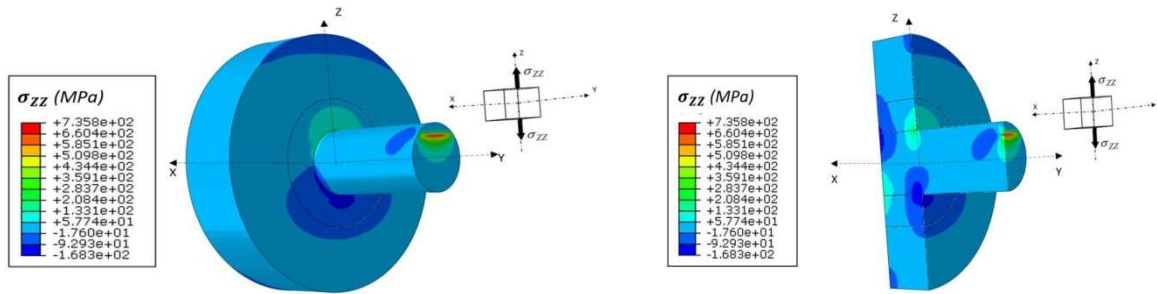 Z
z
σZZ
X
Y
σZZ
σZZ (MPa)
+7.358e+02
+6.604e+02
+5.851e+02
+5.098e+02
+4.344e+02
+3.591e+02
+2.837e+02
+2.084e+02
+1.331e+02
+5.774e+01
-1.760e+01
-9.293e+01
-1.683e+02
X
Y
Z
z
σZZ
X
Y
σZZ
σZZ (MPa)
+7.358e+02
+6.604e+02
+5.851e+02
+5.098e+02
+4.344e+02
+3.591e+02
+2.837e+02
+2.084e+02
+1.331e+02
+5.774e+01
-1.760e+01
-9.293e+01
-1.683e+02
X
Y